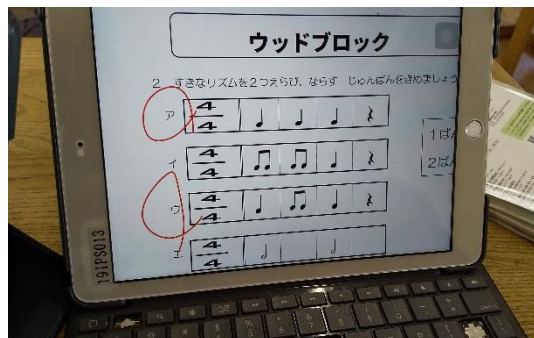 ウッドブロック
2 すきなリズムを2つえらび、ならす じゅんばんをきめましょう
ア 4/4
イ 4/4
ウ 4/4
エ 4/4
1ばん
2ばん
19IPS013